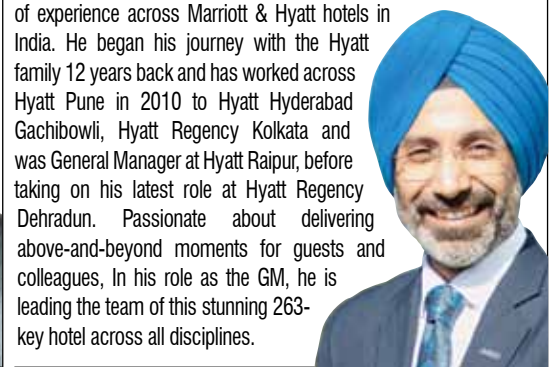 of experience across Marriott & Hyatt hotels in
India. He began his journey with the Hyatt
family 12 years back and has worked across
Hyatt Pune in 2010 to Hyatt Hyderabad
Gachibowli, Hyatt Regency Kolkata and
was General Manager at Hyatt Raipur, before
taking on his latest role at Hyatt Regency
Dehradun. Passionate about delivering
above-and-beyond moments for guests and
colleagues, In his role as the GM, he is
leading the team of this stunning 263-
key hotel across all disciplines.